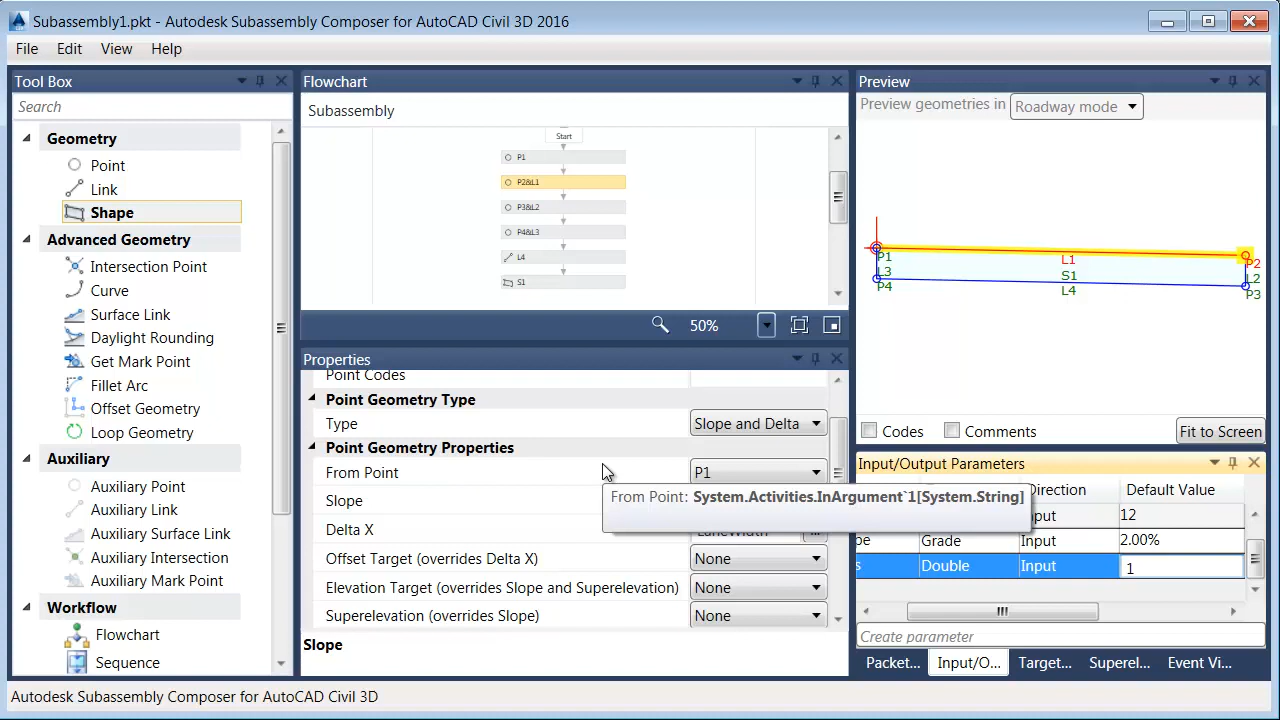 Subassembly1.pkt - Autodesk Subassembly Composer for AutoCAD Civil 3D 2016
File Edit View Help
Tool Box
Search
Geometry
Point
Link
Shape
Advanced Geometry
Intersection Point
Curve
Surface Link
Daylight Rounding
Get Mark Point
Fillet Arc
Offset Geometry
Loop Geometry
Auxiliary
Auxiliary Point
Auxiliary Link
Auxiliary Surface Link
Auxiliary Intersection
Auxiliary Mark Point
Workflow
Flowchart
Sequence
Flowchart
Subassembly
Start
P1
P2&L1
P3&L2
P4&L3
L4
S1
50%
Properties
Point Codes
Point Geometry Type
Type Slope and Delta
Point Geometry Properties
From Point P1
Slope
Delta X LaneWidth ...
Offset Target (overrides Delta X) None
Elevation Target (overrides Slope and Superelevation) None
Superelevation (overrides Slope) None
Slope
From Point: System.Activities.InArgument`1[System.String]
Preview
Preview geometries in Roadway mode
P1 L1 P2
L3 S1 L2
P4 L4 P3
Codes Comments Fit to Screen
Input/Output Parameters
Direction Default Value
put 12
pe Grade Input 2.00%
s Double Input 1
Create parameter
Packet... Input/O... Target... Superel... Event Vi...
Autodesk Subassembly Composer for AutoCAD Civil 3D